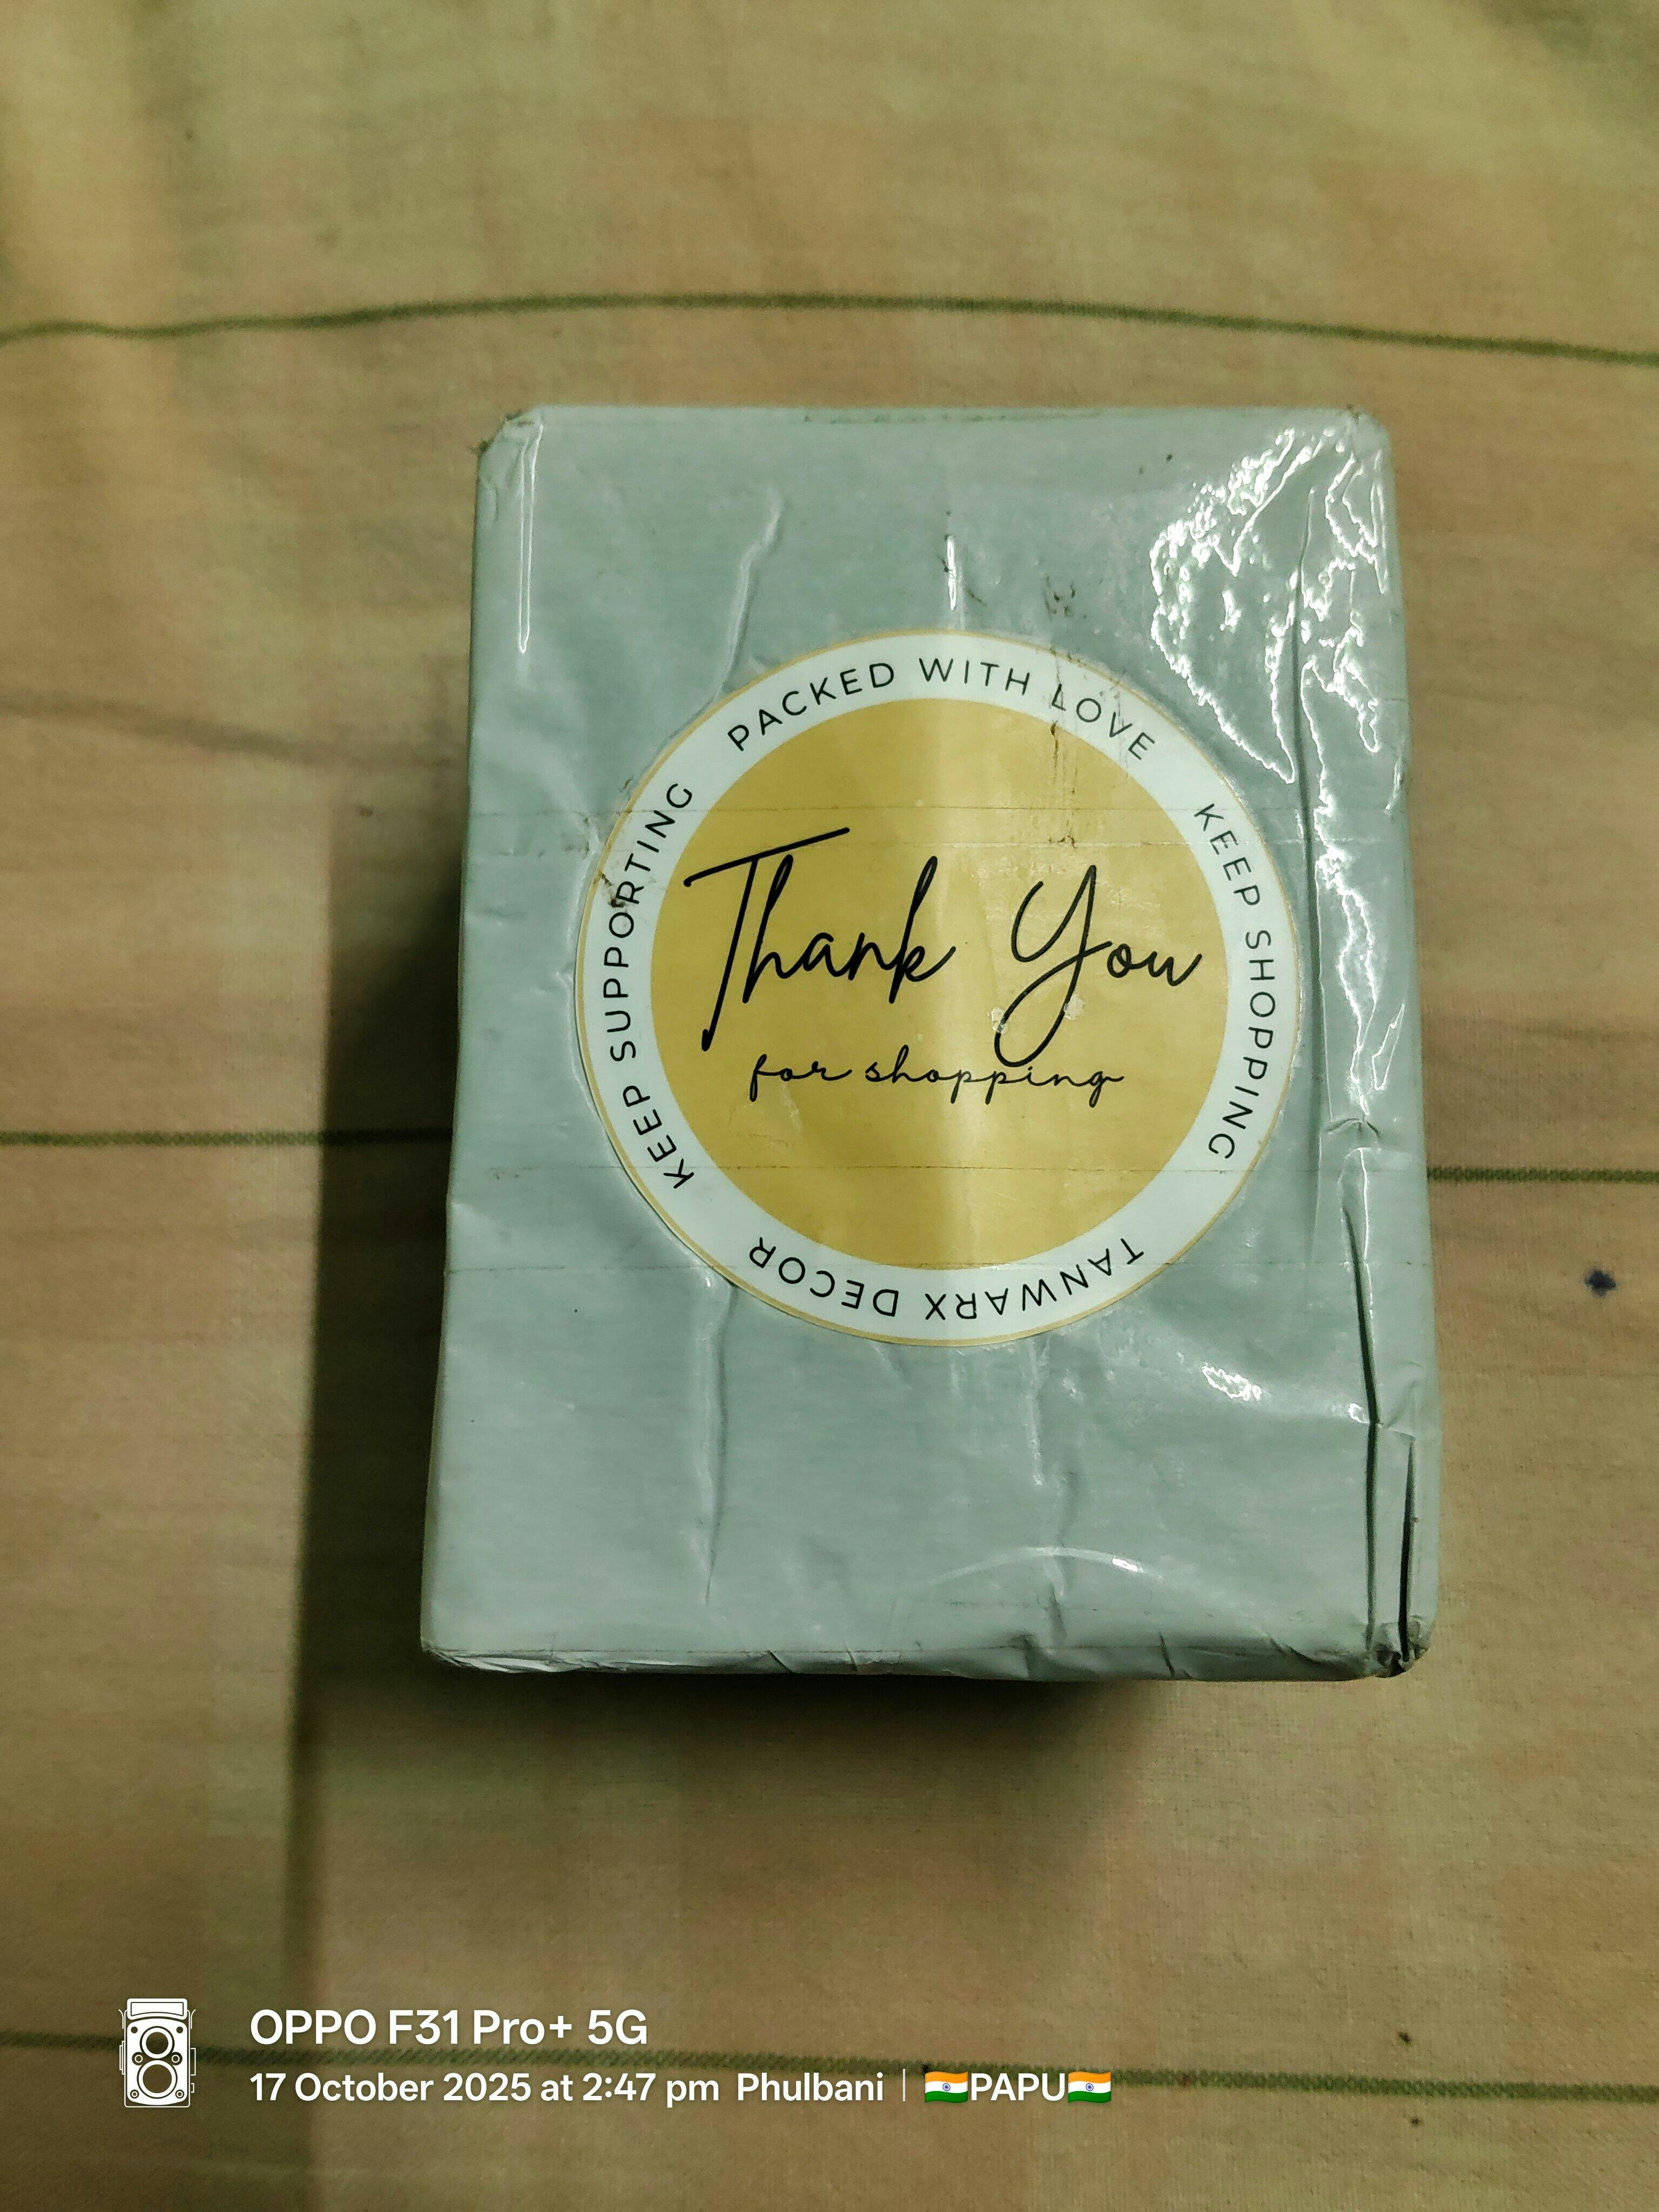 PACKED WITH LOVE
KEEP SHOPPING
TANWARX DECOR
KEEP SUPPORTING
Thank You
for shopping
OPPO F31 Pro+ 5G
17 October 2025 at 2:47 pm Phulbani | 🇮🇳PAPU🇮🇳